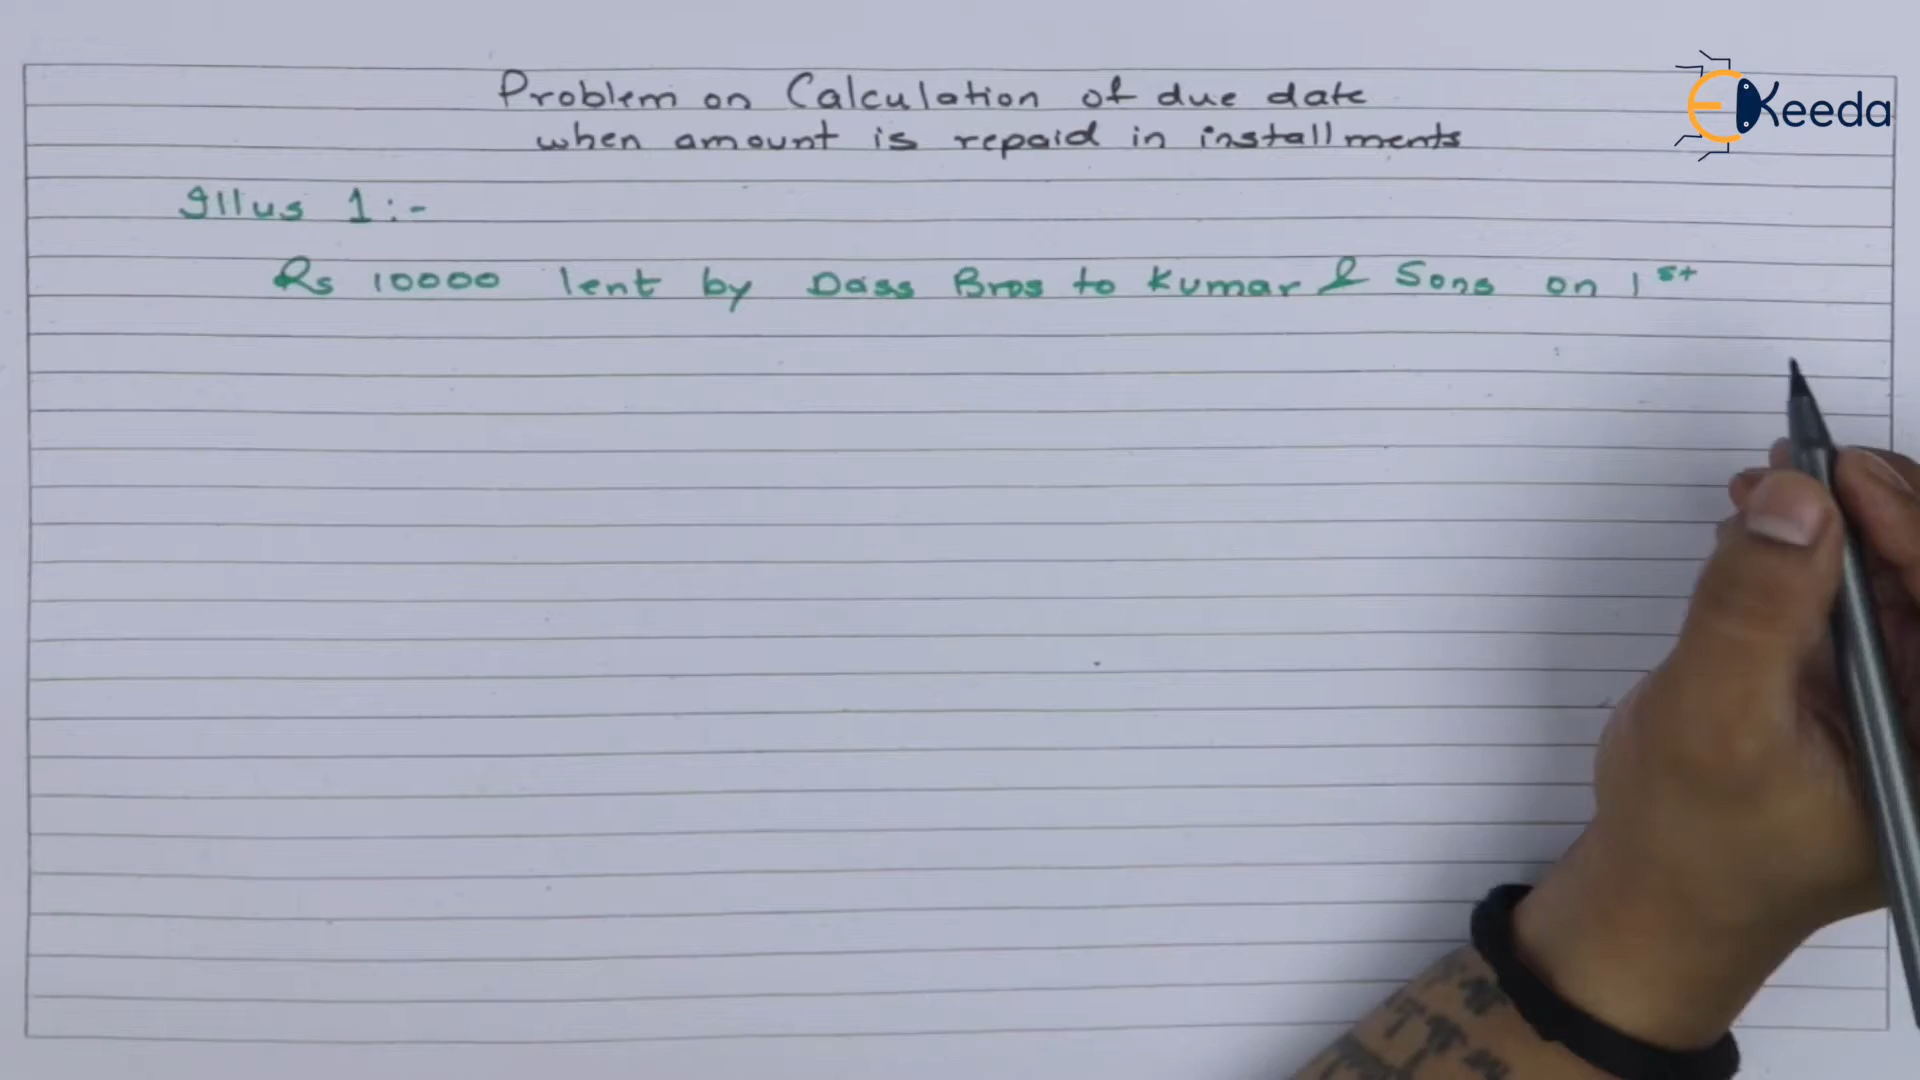 Problem on Calculation of due date
when amount is repaid in installments
Illus 1:-
Rs 10000 lent by Dass Bros to Kumar & Sons on 1st
EKeeda